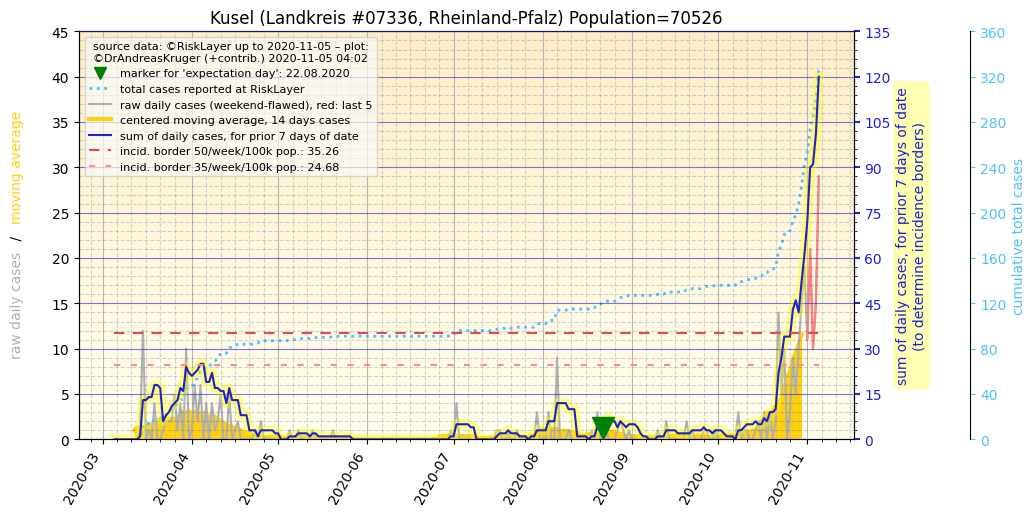 Kusel (Landkreis #07336, Rheinland-Pfalz) Population=70526
source data: ©RiskLayer up to 2020-11-05 – plot:
©DrAndreasKruger (+contrib.) 2020-11-05 04:02
marker for 'expectation day': 22.08.2020
total cases reported at RiskLayer
raw daily cases (weekend-flawed), red: last 5
centered moving average, 14 days cases
sum of daily cases, for prior 7 days of date
incid. border 50/week/100k pop.: 35.26
incid. border 35/week/100k pop.: 24.68
raw daily cases / moving average
45
40
35
30
25
20
15
10
5
0
2020-03
2020-04
2020-05
2020-06
2020-07
2020-08
2020-09
2020-10
2020-11
135
120
105
90
75
60
45
30
15
0
sum of daily cases, for prior 7 days of date
(to determine incidence borders)
360
320
280
240
200
160
120
80
40
0
cumulative total cases